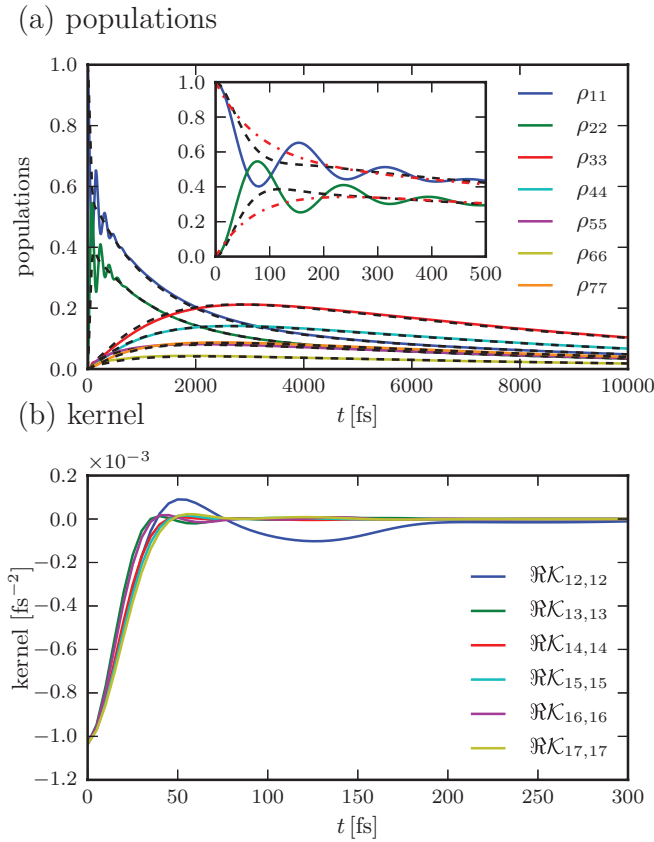 (a) populations
populations
1.0
0.8
0.6
0.4
0.2
0.0
0
2000
4000
6000
8000
10000
t [fs]
1.0
0.8
0.6
0.4
0.2
0.0
0
100
200
300
400
500
ρ₁₁
ρ₂₂
ρ₃₃
ρ₄₄
ρ₅₅
ρ₆₆
ρ₇₇
(b) kernel
×10⁻³
kernel [fs⁻²]
0.2
0.0
−0.2
−0.4
−0.6
−0.8
−1.0
−1.2
0
50
100
150
200
250
300
t [fs]
ℜ𝒦₁₂,₁₂
ℜ𝒦₁₃,₁₃
ℜ𝒦₁₄,₁₄
ℜ𝒦₁₅,₁₅
ℜ𝒦₁₆,₁₆
ℜ𝒦₁₇,₁₇